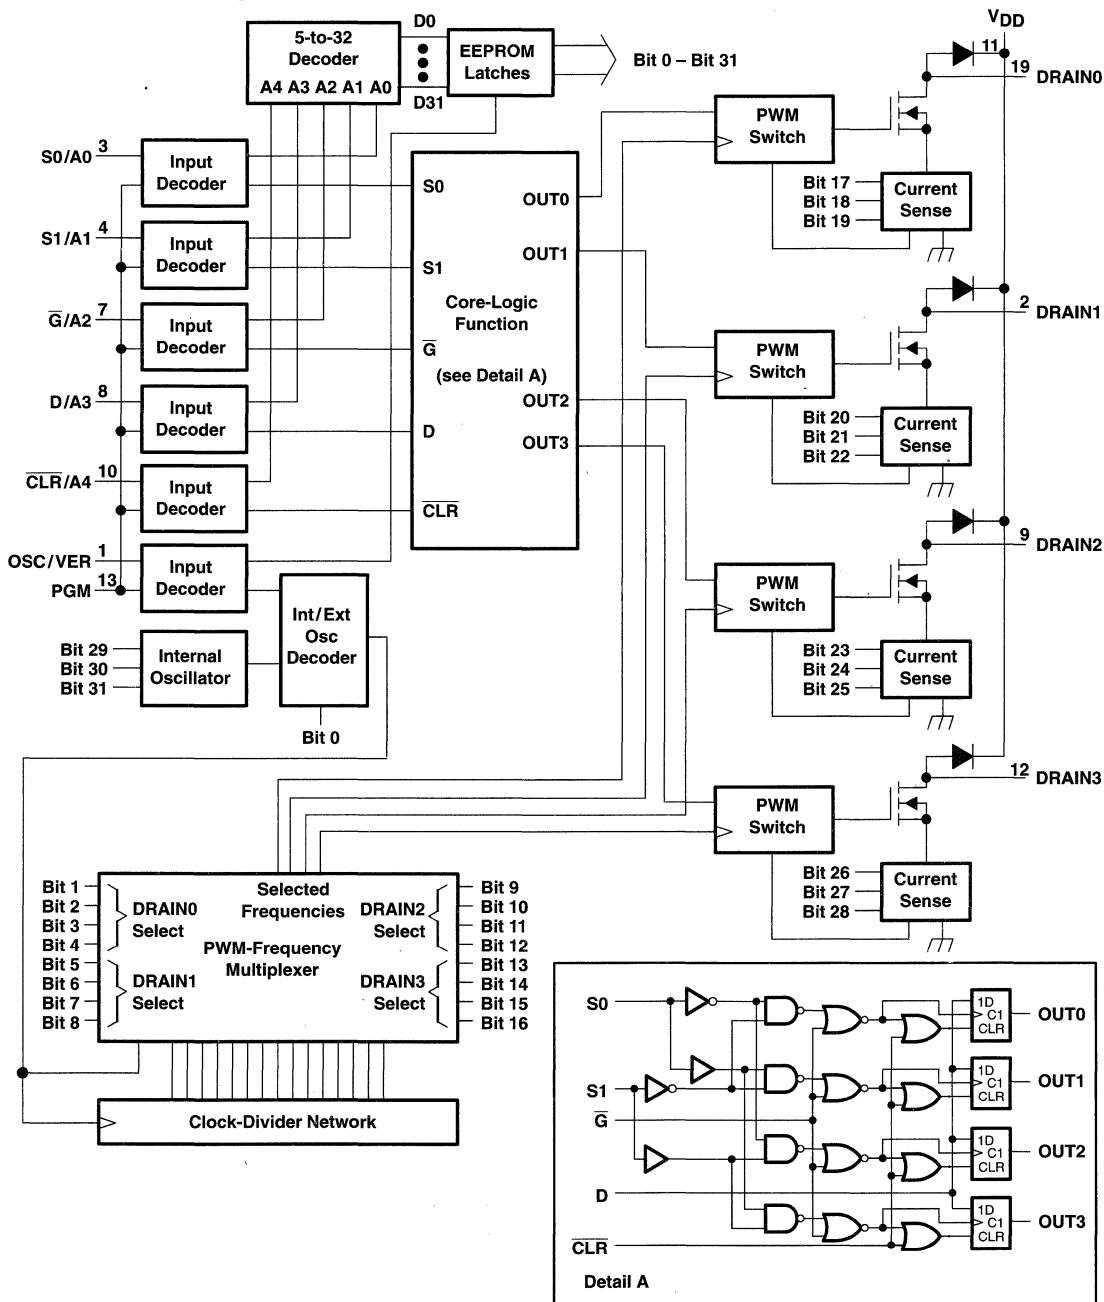 5-to-32
Decoder
A4 A3 A2 A1 A0
D0
D31
EEPROM
Latches
Bit 0 – Bit 31
S0/A0 3
Input
Decoder
S1/A1 4
Input
Decoder
G̅/A2 7
Input
Decoder
D/A3 8
Input
Decoder
C̅L̅R̅/A4 10
Input
Decoder
OSC/VER 1
PGM 13
Input
Decoder
Bit 29
Bit 30
Bit 31
Internal
Oscillator
Int/Ext
Osc
Decoder
Bit 0
S0
S1
G̅
D
C̅L̅R̅
Core-Logic
Function
(see Detail A)
OUT0
OUT1
OUT2
OUT3
VDD
11
PWM
Switch
19 DRAIN0
Bit 17
Bit 18
Bit 19
Current
Sense
PWM
Switch
2 DRAIN1
Bit 20
Bit 21
Bit 22
Current
Sense
PWM
Switch
9 DRAIN2
Bit 23
Bit 24
Bit 25
Current
Sense
PWM
Switch
12 DRAIN3
Bit 26
Bit 27
Bit 28
Current
Sense
Bit 1
Bit 2
Bit 3
Bit 4
Bit 5
Bit 6
Bit 7
Bit 8
DRAIN0
Select
DRAIN1
Select
Selected
Frequencies
PWM-Frequency
Multiplexer
DRAIN2
Select
DRAIN3
Select
Bit 9
Bit 10
Bit 11
Bit 12
Bit 13
Bit 14
Bit 15
Bit 16
Clock-Divider Network
S0
S1
G̅
D
C̅L̅R̅
1D
C1
CLR
OUT0
1D
C1
CLR
OUT1
1D
C1
CLR
OUT2
1D
C1
CLR
OUT3
Detail A